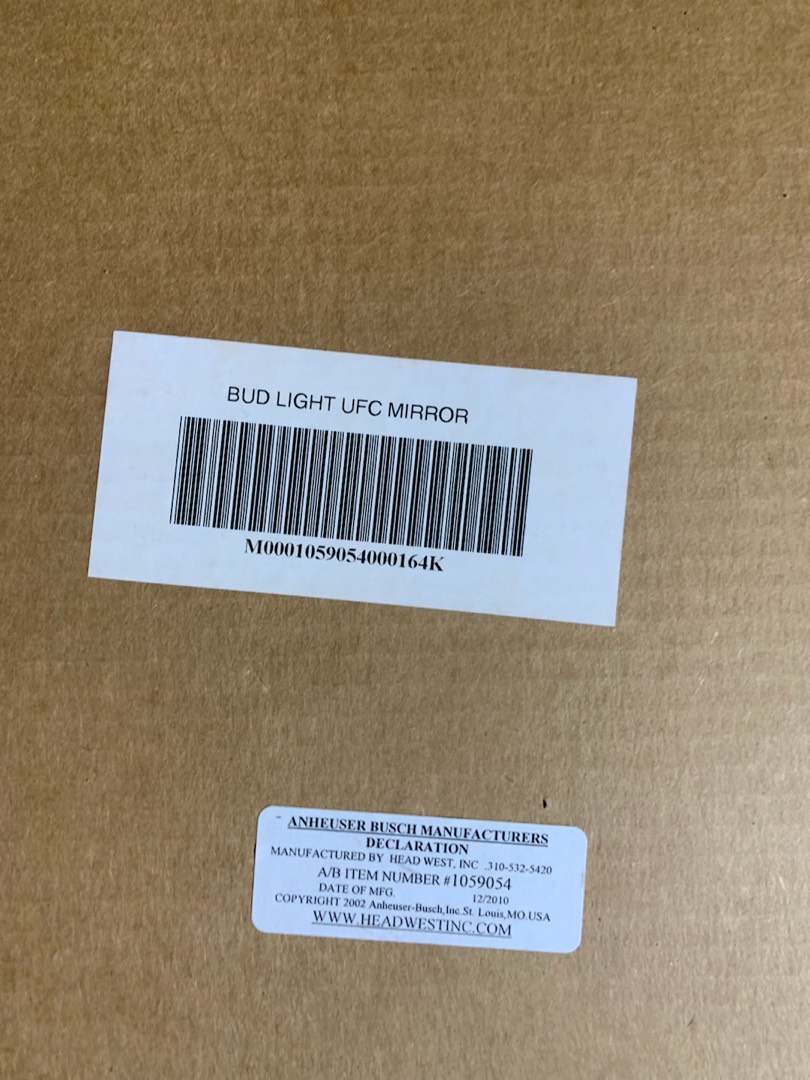 BUD LIGHT UFC MIRROR
M0001059054000164K
ANHEUSER BUSCH MANUFACTURERS
DECLARATION
MANUFACTURED BY HEAD WEST, INC .310-532-5420
A/B ITEM NUMBER #1059054
DATE OF MFG. 12/2010
COPYRIGHT 2002 Anheuser-Busch,Inc.St. Louis,MO.USA
WWW.HEADWESTINC.COM